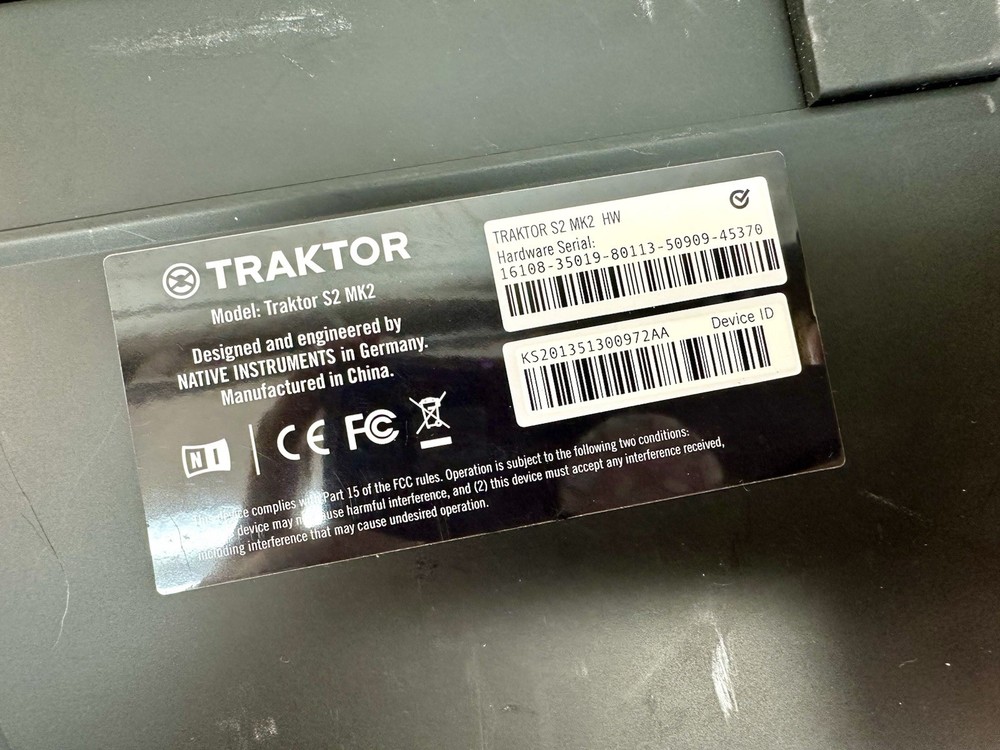 TRAKTOR
Model: Traktor S2 MK2
Designed and engineered by
NATIVE INSTRUMENTS in Germany.
Manufactured in China.
NI
CE FC
TRAKTOR S2 MK2 HW
Hardware Serial:
16108-35019-80113-50909-45370
KS201351300972AA Device ID
device complies with Part 15 of the FCC rules. Operation is subject to the following two conditions:
device may cause harmful interference, and (2) this device must accept any interference received,
including interference that may cause undesired operation.